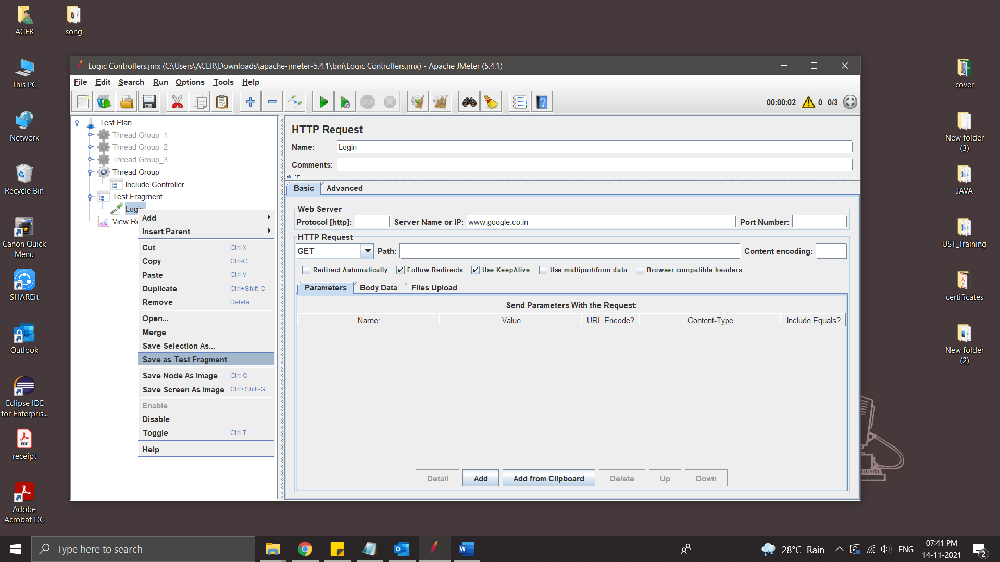 ACER
song
This PC
Network
Recycle Bin
Canon Quick
Menu
SHAREit
Outlook
Eclipse IDE
for Enterpris...
receipt
Adobe
Acrobat DC
Logic Controllers.jmx (C:\Users\ACER\Downloads\apache-jmeter-5.4.1\bin\Logic Controllers.jmx) - Apache JMeter (5.4.1)
File Edit Search Run Options Tools Help
STOP
00:00:02 0 0/3
Test Plan
Thread Group_1
Thread Group_2
Thread Group_3
Thread Group
Include Controller
Test Fragment
Login
View Re
Add
Insert Parent
Cut Ctrl-X
Copy Ctrl-C
Paste Ctrl-V
Duplicate Ctrl+Shift-C
Remove Delete
Open...
Merge
Save Selection As...
Save as Test Fragment
Save Node As Image Ctrl-G
Save Screen As Image Ctrl+Shift-G
Enable
Disable
Toggle Ctrl-T
Help
HTTP Request
Name: Login
Comments:
Basic Advanced
Web Server
Protocol [http]: Server Name or IP: www.google.co.in Port Number:
HTTP Request
GET Path: Content encoding:
Redirect Automatically Follow Redirects Use KeepAlive Use multipart/form-data Browser-compatible headers
Parameters Body Data Files Upload
Send Parameters With the Request:
Name: Value URL Encode? Content-Type Include Equals?
Detail Add Add from Clipboard Delete Up Down
cover
New folder
(3)
JAVA
UST_Training
certificates
New folder
(2)
Type here to search
28°C Rain
ENG
07:41 PM
14-11-2021
2